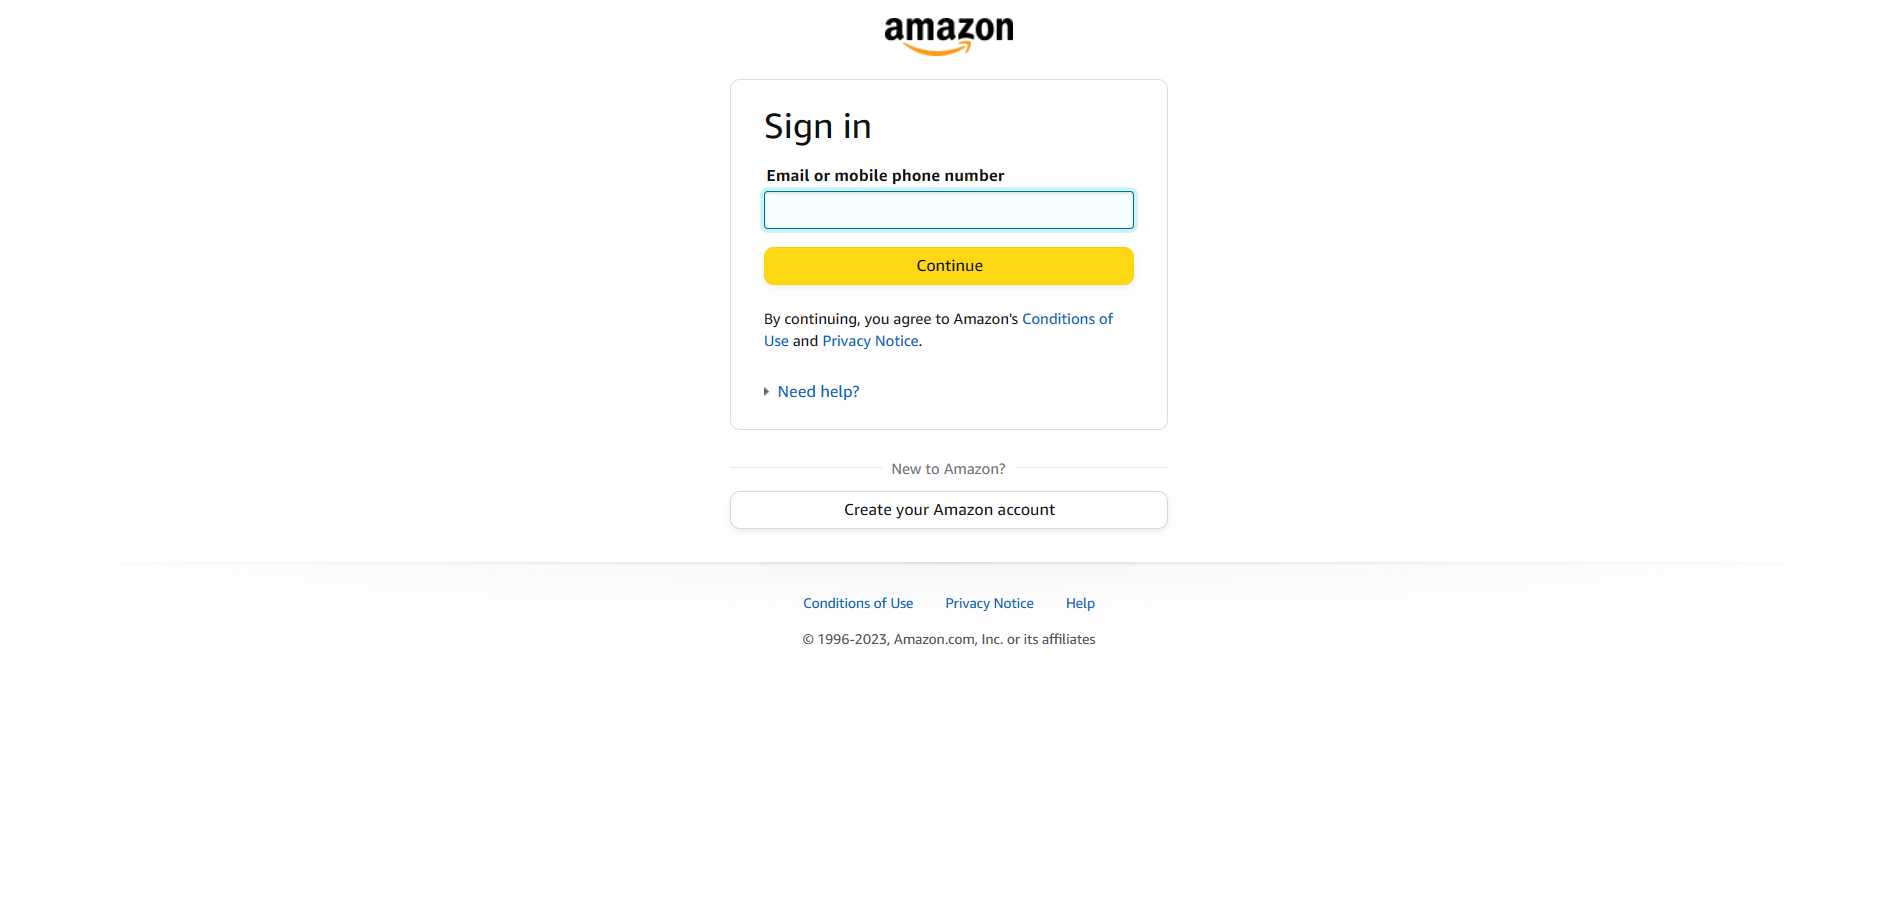 amazon
Sign in
Email or mobile phone number
Continue
By continuing, you agree to Amazon's Conditions of
Use and Privacy Notice.
Need help?
New to Amazon?
Create your Amazon account
Conditions of Use Privacy Notice Help
© 1996-2023, Amazon.com, Inc. or its affiliates